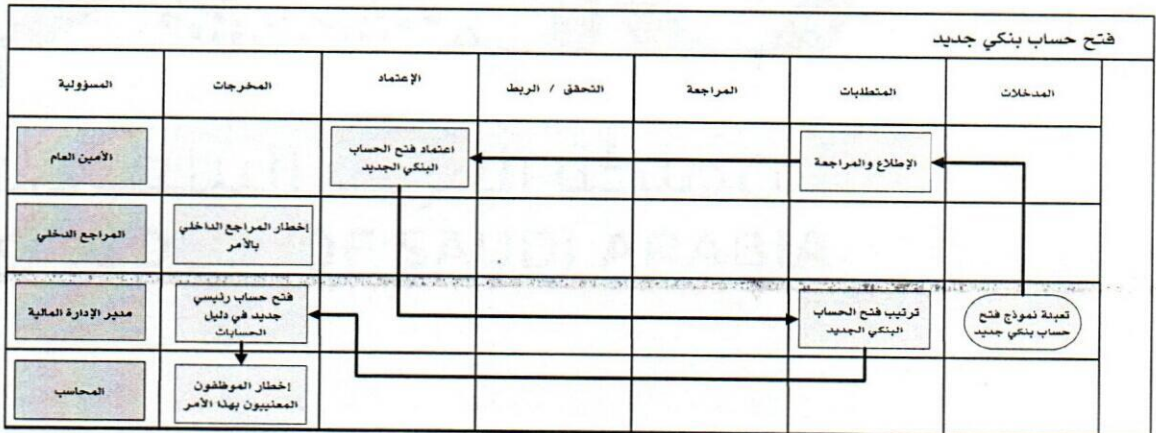 فتح حساب بنكي جديد
المدخلات
المتطلبات
المراجعة
التحقق / الربط
الإعتماد
المخرجات
المسؤولية
الإطلاع والمراجعة
اعتماد فتح الحساب
البنكي الجديد
الأمين العام
إخطار المراجع الداخلي
بالأمر
المراجع الدخلي
تعبئة نموذج فتح
حساب بنكي جديد
ترتيب فتح الحساب
البنكي الجديد
فتح حساب رئيسي
جديد في دليل
الحسابات
مدير الإدارة المالية
إخطار الموظفون
المعنييون بهذا الأمر
المحاسب